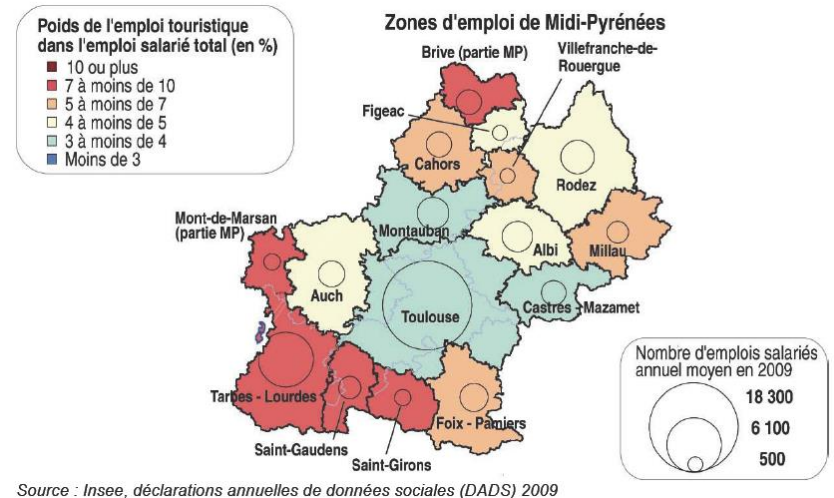 Zones d'emploi de Midi-Pyrénées
Poids de l'emploi touristique
dans l'emploi salarié total (en %)
10 ou plus
7 à moins de 10
5 à moins de 7
4 à moins de 5
3 à moins de 4
Moins de 3
Brive (partie MP)
Villefranche-de-
Rouergue
Figeac
Cahors
Rodez
Mont-de-Marsan
(partie MP)
Montauban
Albi
Millau
Auch
Toulouse
Castres - Mazamet
Tarbes - Lourdes
Foix - Pamiers
Saint-Gaudens
Saint-Girons
Nombre d'emplois salariés
annuel moyen en 2009
18 300
6 100
500
Source : Insee, déclarations annuelles de données sociales (DADS) 2009